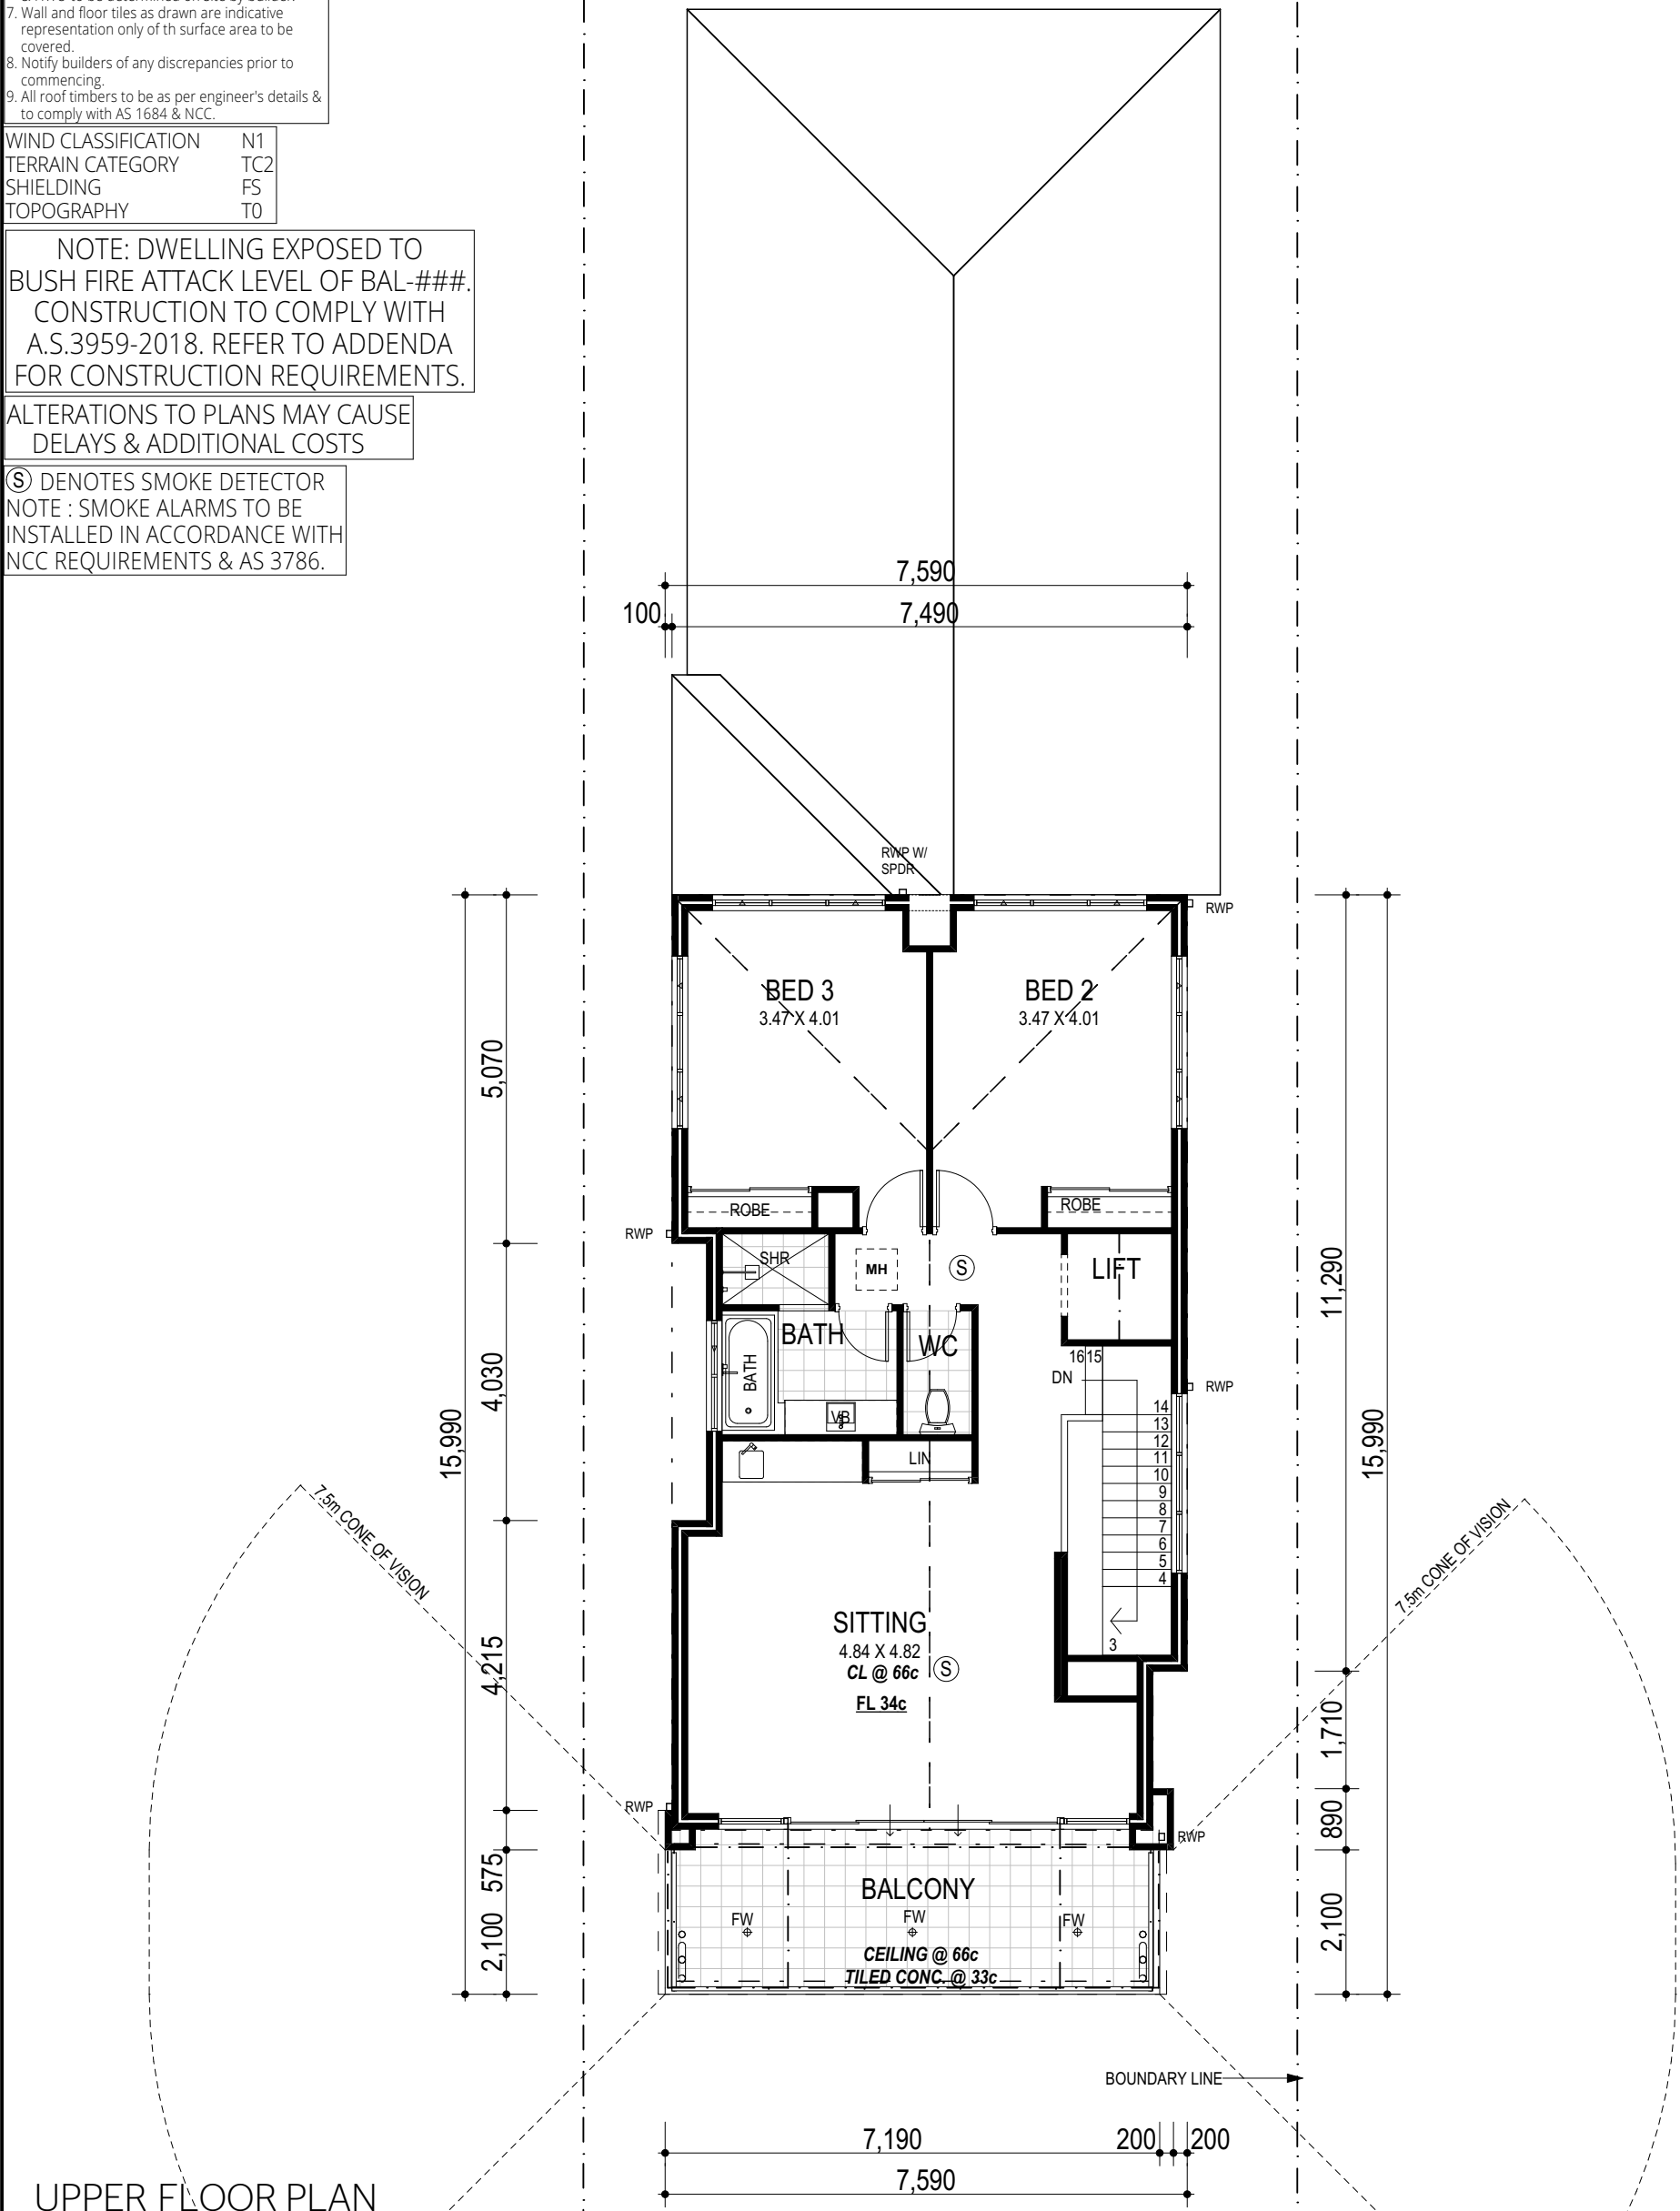 7. Wall and floor tiles as drawn are indicative
representation only of th surface area to be
covered.
8. Notify builders of any discrepancies prior to
commencing.
9. All roof timbers to be as per engineer's details &
to comply with AS 1684 & NCC.
WIND CLASSIFICATION N1
TERRAIN CATEGORY TC2
SHIELDING FS
TOPOGRAPHY T0
NOTE: DWELLING EXPOSED TO
BUSH FIRE ATTACK LEVEL OF BAL-###.
CONSTRUCTION TO COMPLY WITH
A.S.3959-2018. REFER TO ADDENDA
FOR CONSTRUCTION REQUIREMENTS.
ALTERATIONS TO PLANS MAY CAUSE
DELAYS & ADDITIONAL COSTS
S DENOTES SMOKE DETECTOR
NOTE : SMOKE ALARMS TO BE
INSTALLED IN ACCORDANCE WITH
NCC REQUIREMENTS & AS 3786.
7,590
100
7,490
RWP W/
SPDR
RWP
BED 3
3.47 X 4.01
BED 2
3.47 X 4.01
5,070
ROBE
ROBE
RWP
SHR
MH
S
LIFT
11,290
BATH
WC
BATH
VB
16
15
DN
RWP
4,030
14
13
12
11
10
9
8
7
6
5
4
3
LIN
15,990
15,990
7.5m CONE OF VISION
7.5m CONE OF VISION
SITTING
4.84 X 4.82
CL @ 66c
S
FL 34c
4,215
1,710
RWP
RWP
890
575
BALCONY
FW
FW
FW
CEILING @ 66c
TILED CONC. @ 33c
2,100
2,100
BOUNDARY LINE
7,190
200
200
7,590
UPPER FLOOR PLAN